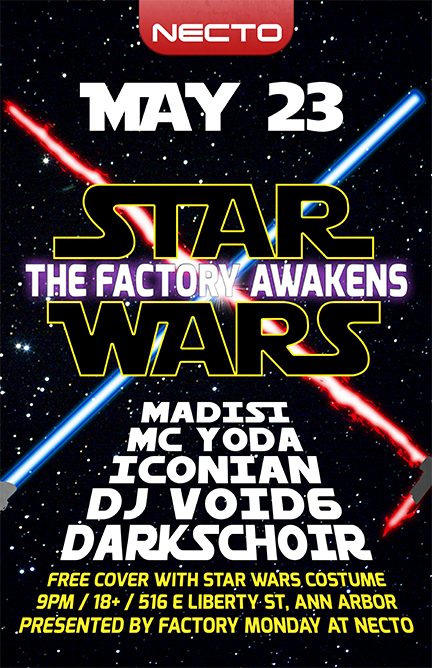 NECTO
MAY 23
STAR
THE FACTORY AWAKENS
WARS
MADISI
MC YODA
ICONIAN
DJ VOID6
DARKSCHOIR
FREE COVER WITH STAR WARS COSTUME
9PM / 18+ / 516 E LIBERTY ST, ANN ARBOR
PRESENTED BY FACTORY MONDAY AT NECTO